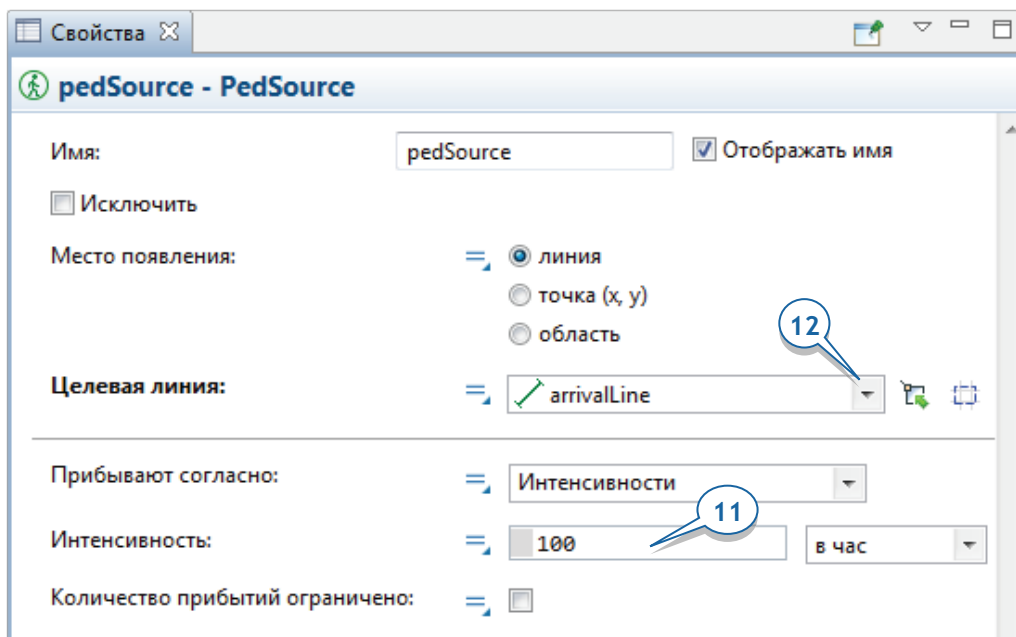 Свойства
pedSource - PedSource
Имя: pedSource Отображать имя
Исключить
Место появления: линия
точка (x, y)
область
12
Целевая линия: arrivalLine
Прибывают согласно: Интенсивности
11
Интенсивность: 100 в час
Количество прибытий ограничено: